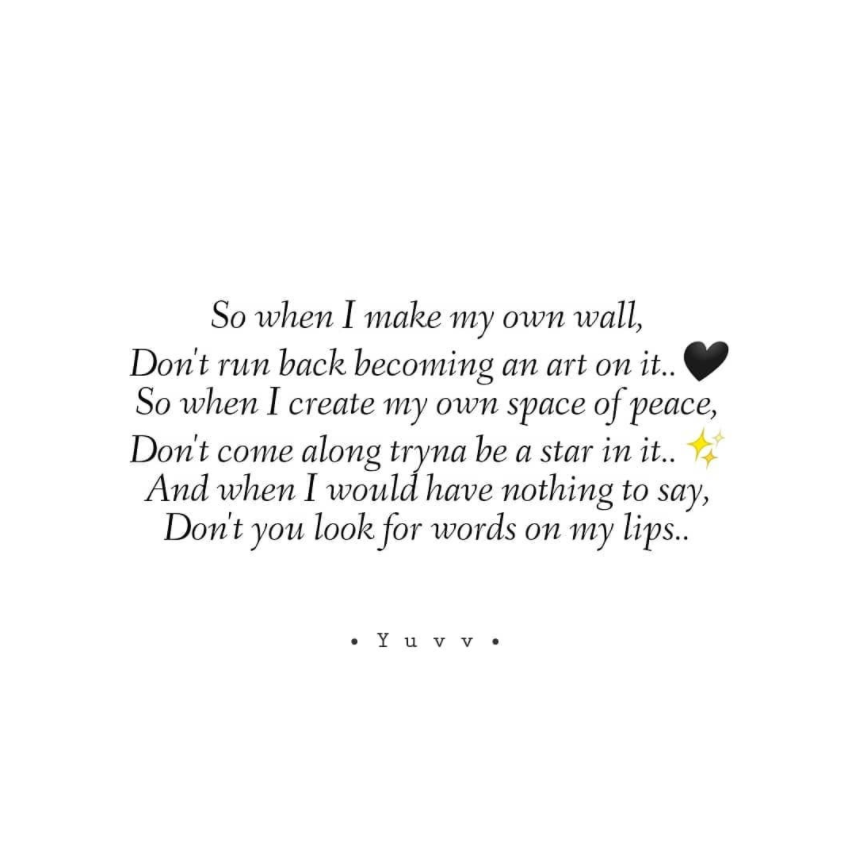 So when I make my own wall,
Don't run back becoming an art on it.. 🖤
So when I create my own space of peace,
Don't come along tryna be a star in it.. ✨
And when I would have nothing to say,
Don't you look for words on my lips..
• Yuvv •